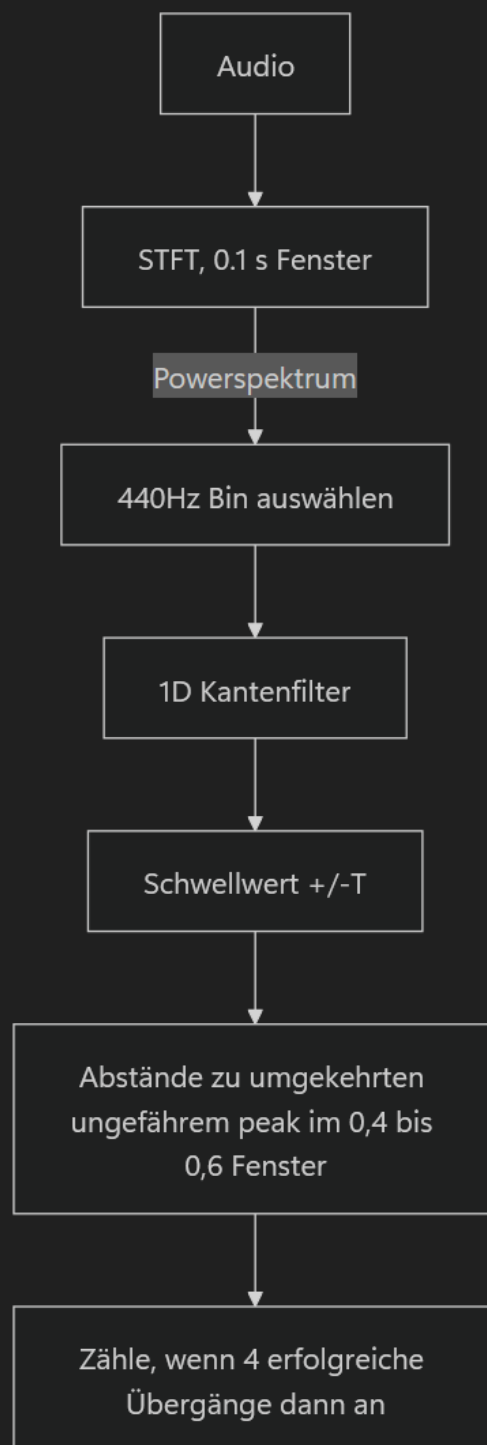 Audio
STFT, 0.1 s Fenster
Powerspektrum
440Hz Bin auswählen
1D Kantenfilter
Schwellwert +/-T
Abstände zu umgekehrten
ungefährem peak im 0,4 bis
0,6 Fenster
Zähle, wenn 4 erfolgreiche
Übergänge dann an